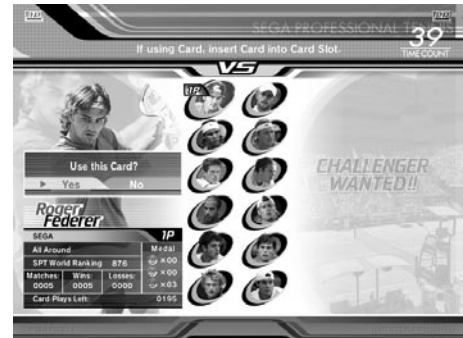 SEGA PROFESSIONAL TENNIS
39
TIME COUNT
If using Card, insert Card into Card Slot.
VS
1P
Use this Card?
Yes No
CHALLENGER
WANTED!!
Roger
Federer
SEGA 1P
All Around Medal
×00
SPT World Ranking 876
×00
Matches: Wins: Losses:
0005 0005 0000 ×03
Card Plays Left: 0195